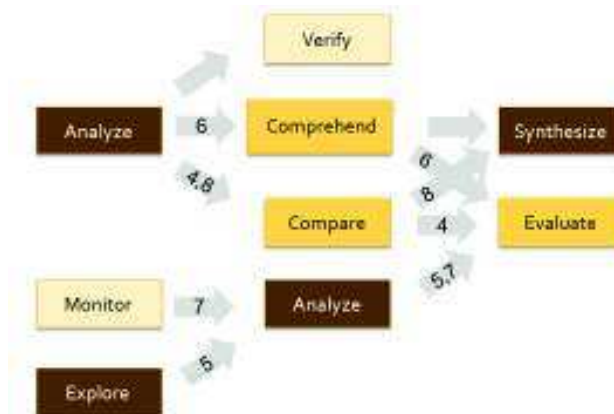 Verify
Analyze
6
Comprehend
Synthesize
4,8
6
8
Compare
4
Evaluate
Monitor
7
Analyze
5,7
Explore
5